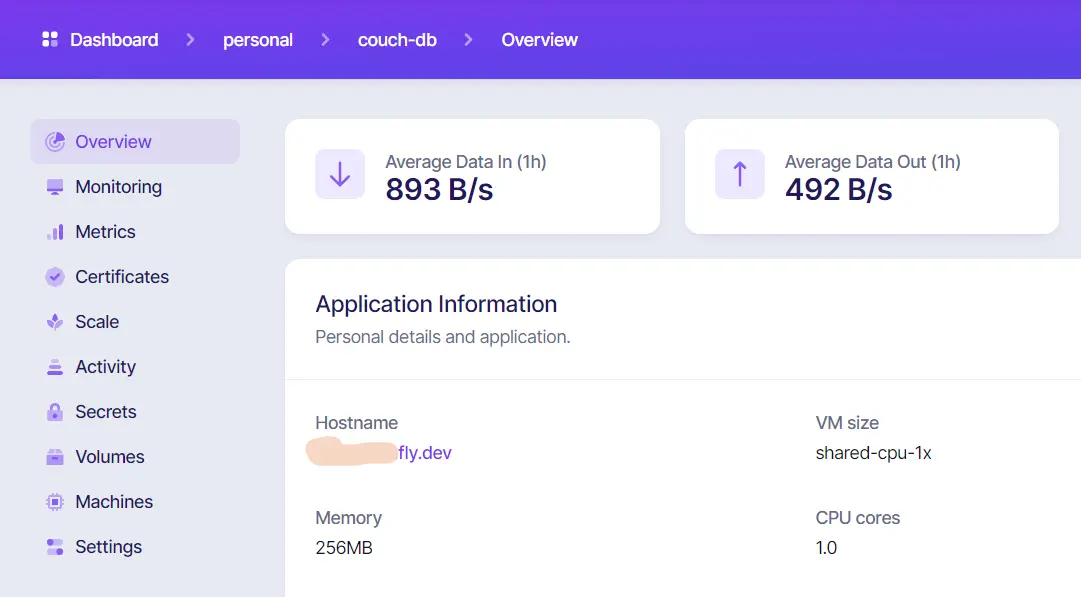 Dashboard > personal > couch-db > Overview
Overview
Monitoring
Metrics
Certificates
Scale
Activity
Secrets
Volumes
Machines
Settings
Average Data In (1h)
893 B/s
Average Data Out (1h)
492 B/s
Application Information
Personal details and application.
Hostname
fly.dev
VM size
shared-cpu-1x
Memory
256MB
CPU cores
1.0